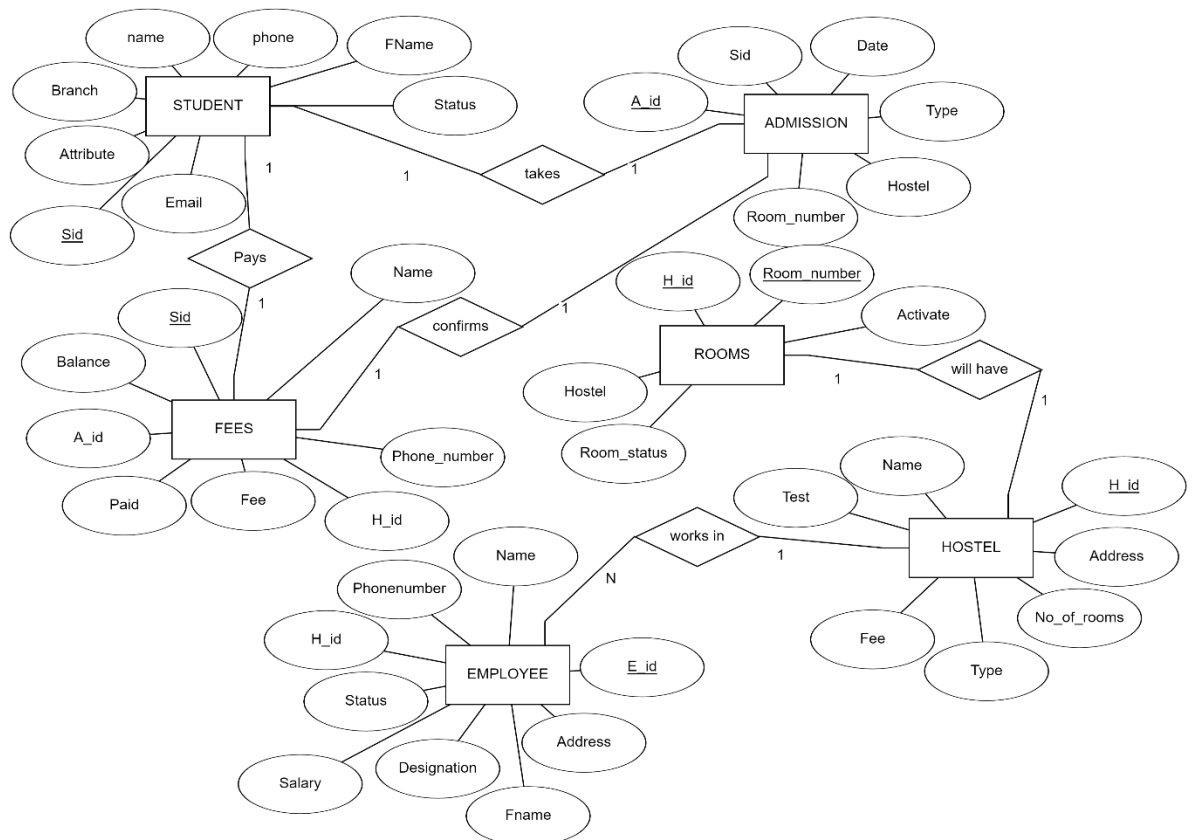 name
phone
FName
Branch
STUDENT
Status
Attribute
Email
Sid
1
1
takes
1
Sid
Date
A_id
ADMISSION
Type
Hostel
Room_number
Pays
1
Name
Sid
Balance
confirms
1
1
A_id
FEES
Phone_number
Paid
Fee
H_id
H_id
Room_number
Activate
ROOMS
Hostel
Room_status
1
will have
1
Name
Test
H_id
HOSTEL
Address
No_of_rooms
Fee
Type
works in
1
N
Name
Phonenumber
H_id
EMPLOYEE
E_id
Status
Address
Salary
Designation
Fname